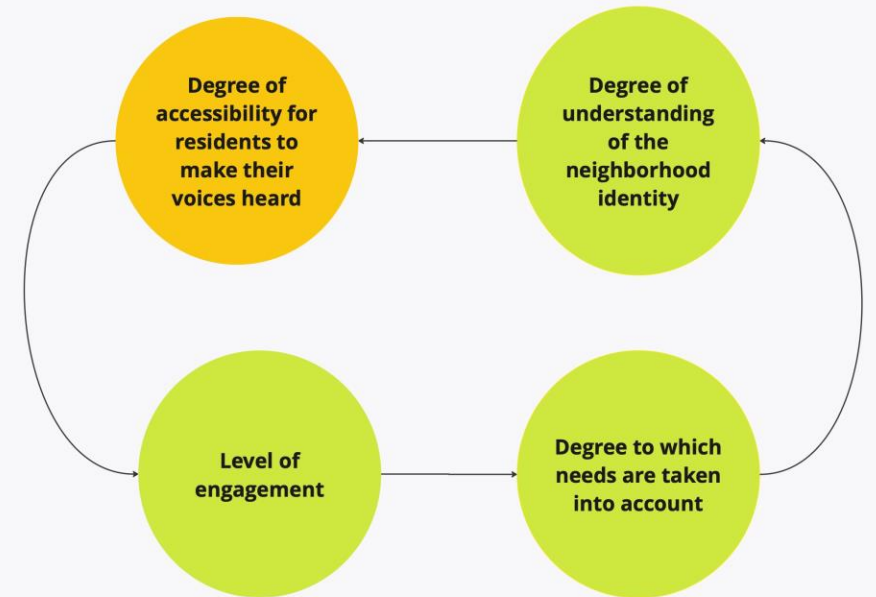 Degree of
accessibility for
residents to
make their
voices heard
Degree of
understanding
of the
neighborhood
identity
Level of
engagement
Degree to which
needs are taken
into account